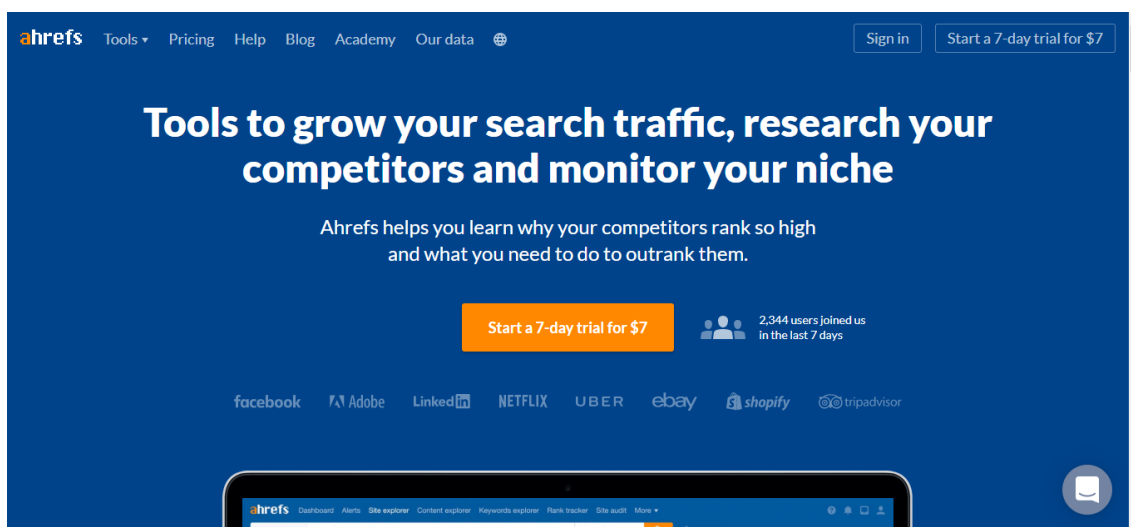 ahrefs Tools Pricing Help Blog Academy Our data Sign in Start a 7-day trial for $7
Tools to grow your search traffic, research your
competitors and monitor your niche
Ahrefs helps you learn why your competitors rank so high
and what you need to do to outrank them.
Start a 7-day trial for $7
2,344 users joined us
in the last 7 days
facebook Adobe Linked in NETFLIX UBER ebay shopify tripadvisor
ahrefs Dashboard Alerts Site explorer Content explorer Keywords explorer Rank tracker Site audit More